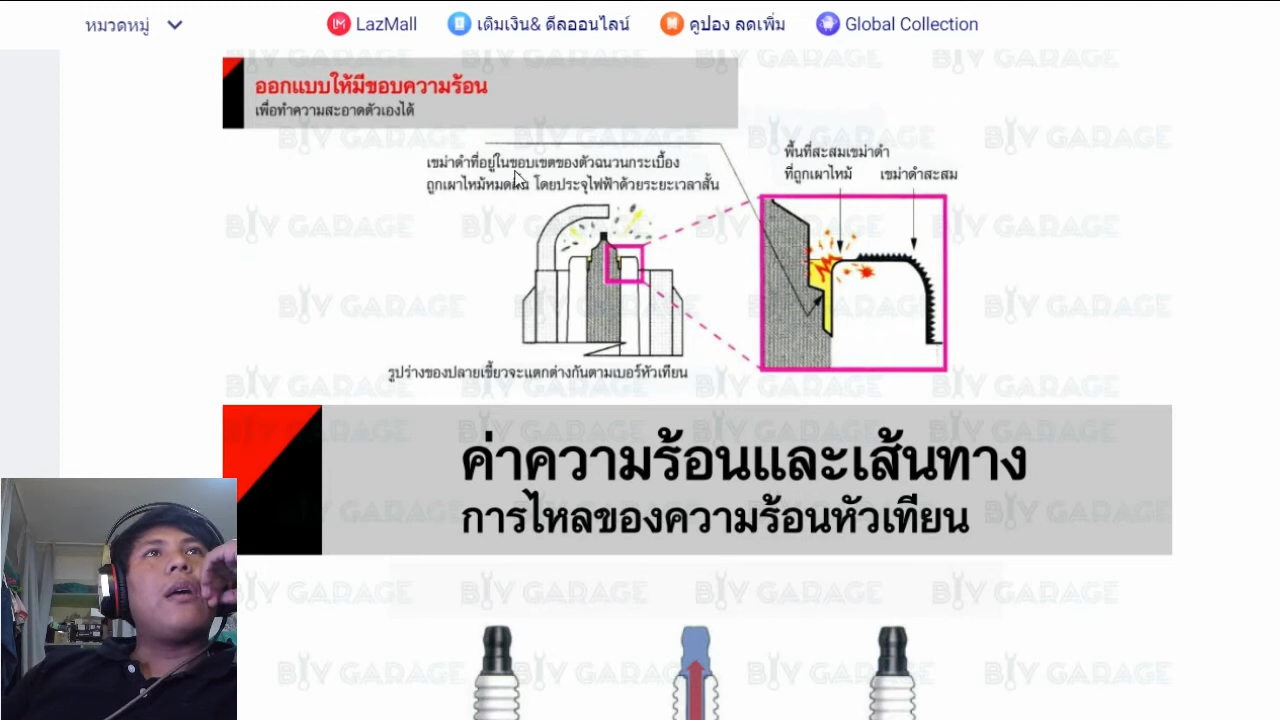 หมวดหมู่
LazMall
เติมเงิน& ดีลออนไลน์
คูปอง ลดเพิ่ม
Global Collection
ออกแบบให้มีขอบความร้อน
เพื่อทำความสะอาดตัวเองได้
เขม่าดำที่อยู่ในขอบเขตของตัวฉนวนกระเบื้อง
ถูกเผาไหม้หมดสิ้น โดยประจุไฟฟ้าด้วยระยะเวลาสั้น
พื้นที่สะสมเขม่าดำ
ที่ถูกเผาไหม้
เขม่าดำสะสม
รูปร่างของปลายเขี้ยวจะแตกต่างกันตามเบอร์หัวเทียน
ค่าความร้อนและเส้นทาง
การไหลของความร้อนหัวเทียน